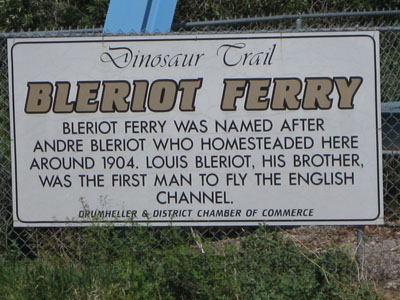 Dinosaur Trail
BLERIOT FERRY
BLERIOT FERRY WAS NAMED AFTER
ANDRE BLERIOT WHO HOMESTEADED HERE
AROUND 1904. LOUIS BLERIOT, HIS BROTHER,
WAS THE FIRST MAN TO FLY THE ENGLISH
CHANNEL.
DRUMHELLER & DISTRICT CHAMBER OF COMMERCE